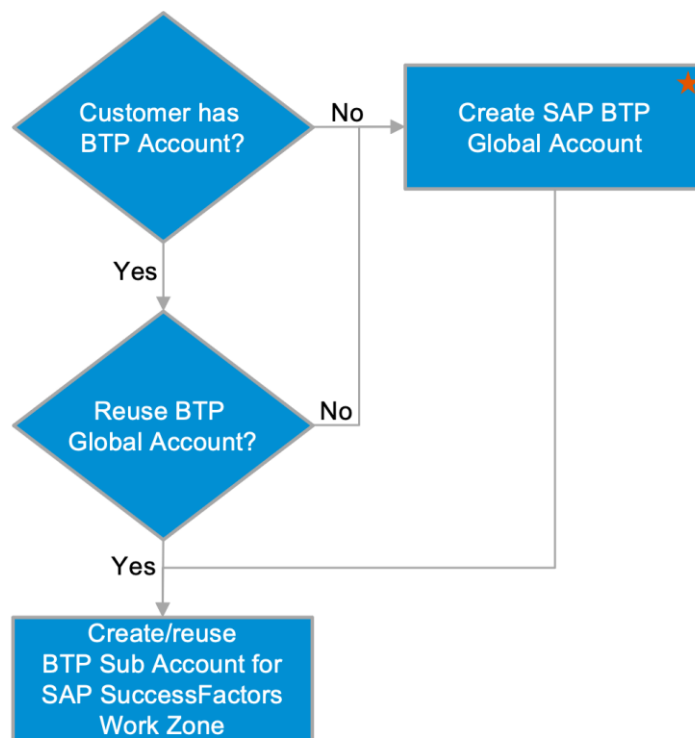 Customer has
BTP Account?
No
Create SAP BTP
Global Account
Yes
Reuse BTP
Global Account?
No
Yes
Create/reuse
BTP Sub Account for
SAP SuccessFactors
Work Zone